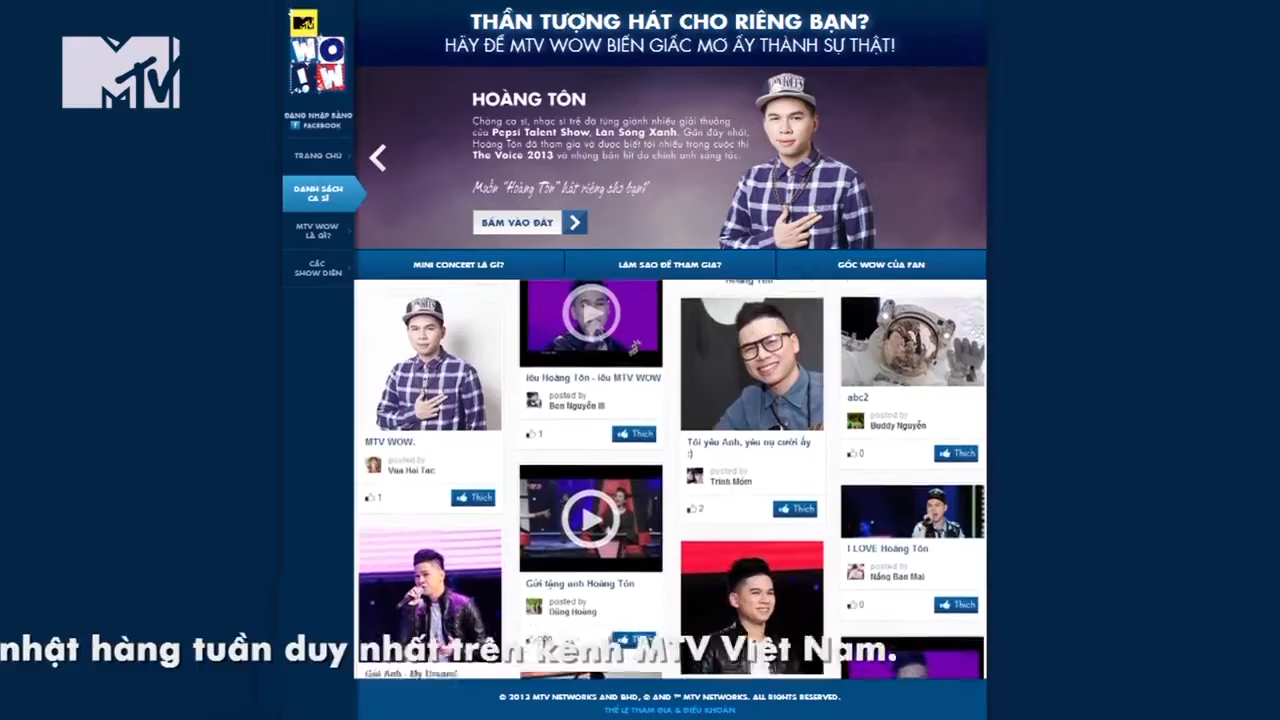 MTV
MTV
WOW!
THẦN TƯỢNG HÁT CHO RIÊNG BẠN?
HÃY ĐỂ MTV WOW BIẾN GIẤC MƠ ẤY THÀNH SỰ THẬT!
ĐĂNG NHẬP BẰNG
f FACEBOOK
TRANG CHỦ
DANH SÁCH
CA SĨ
MTV WOW
LÀ GÌ?
CÁC
SHOW DIỄN
HOÀNG TÔN
Chàng ca sĩ, nhạc sĩ trẻ đã từng giành nhiều giải thưởng
của Pepsi Talent Show, Làn Sóng Xanh. Gần đây nhất,
Hoàng Tôn đã tham gia và được biết tới nhiều trong cuộc thi
The Voice 2013 và những bản hit do chính anh sáng tác.
Muốn "Hoàng Tôn" hát riêng cho bạn?
BẤM VÀO ĐÂY
MINI CONCERT LÀ GÌ?
LÀM SAO ĐỂ THAM GIA?
GÓC WOW CỦA FAN
MTV WOW.
posted by
Vua Hai Tac
1
Thích
iêu Hoàng Tôn - iêu MTV WOW
posted by
Ben Nguyễn III
1
Thích
Gửi tặng anh Hoàng Tôn
posted by
Dũng Hoàng
Thích
Hoàng Tôn
Tôi yêu Anh, yêu nụ cười ấy
:)
posted by
Trinh Móm
2
Thích
abc2
posted by
Buddy Nguyễn
0
Thích
I LOVE Hoàng Tôn
posted by
Nắng Ban Mai
0
Thích
nhật hàng tuần duy nhất trên kênh MTV Việt Nam.
© 2013 MTV NETWORKS AND BHD, © AND ™ MTV NETWORKS. ALL RIGHTS RESERVED.
THỂ LỆ THAM GIA & ĐIỀU KHOẢN